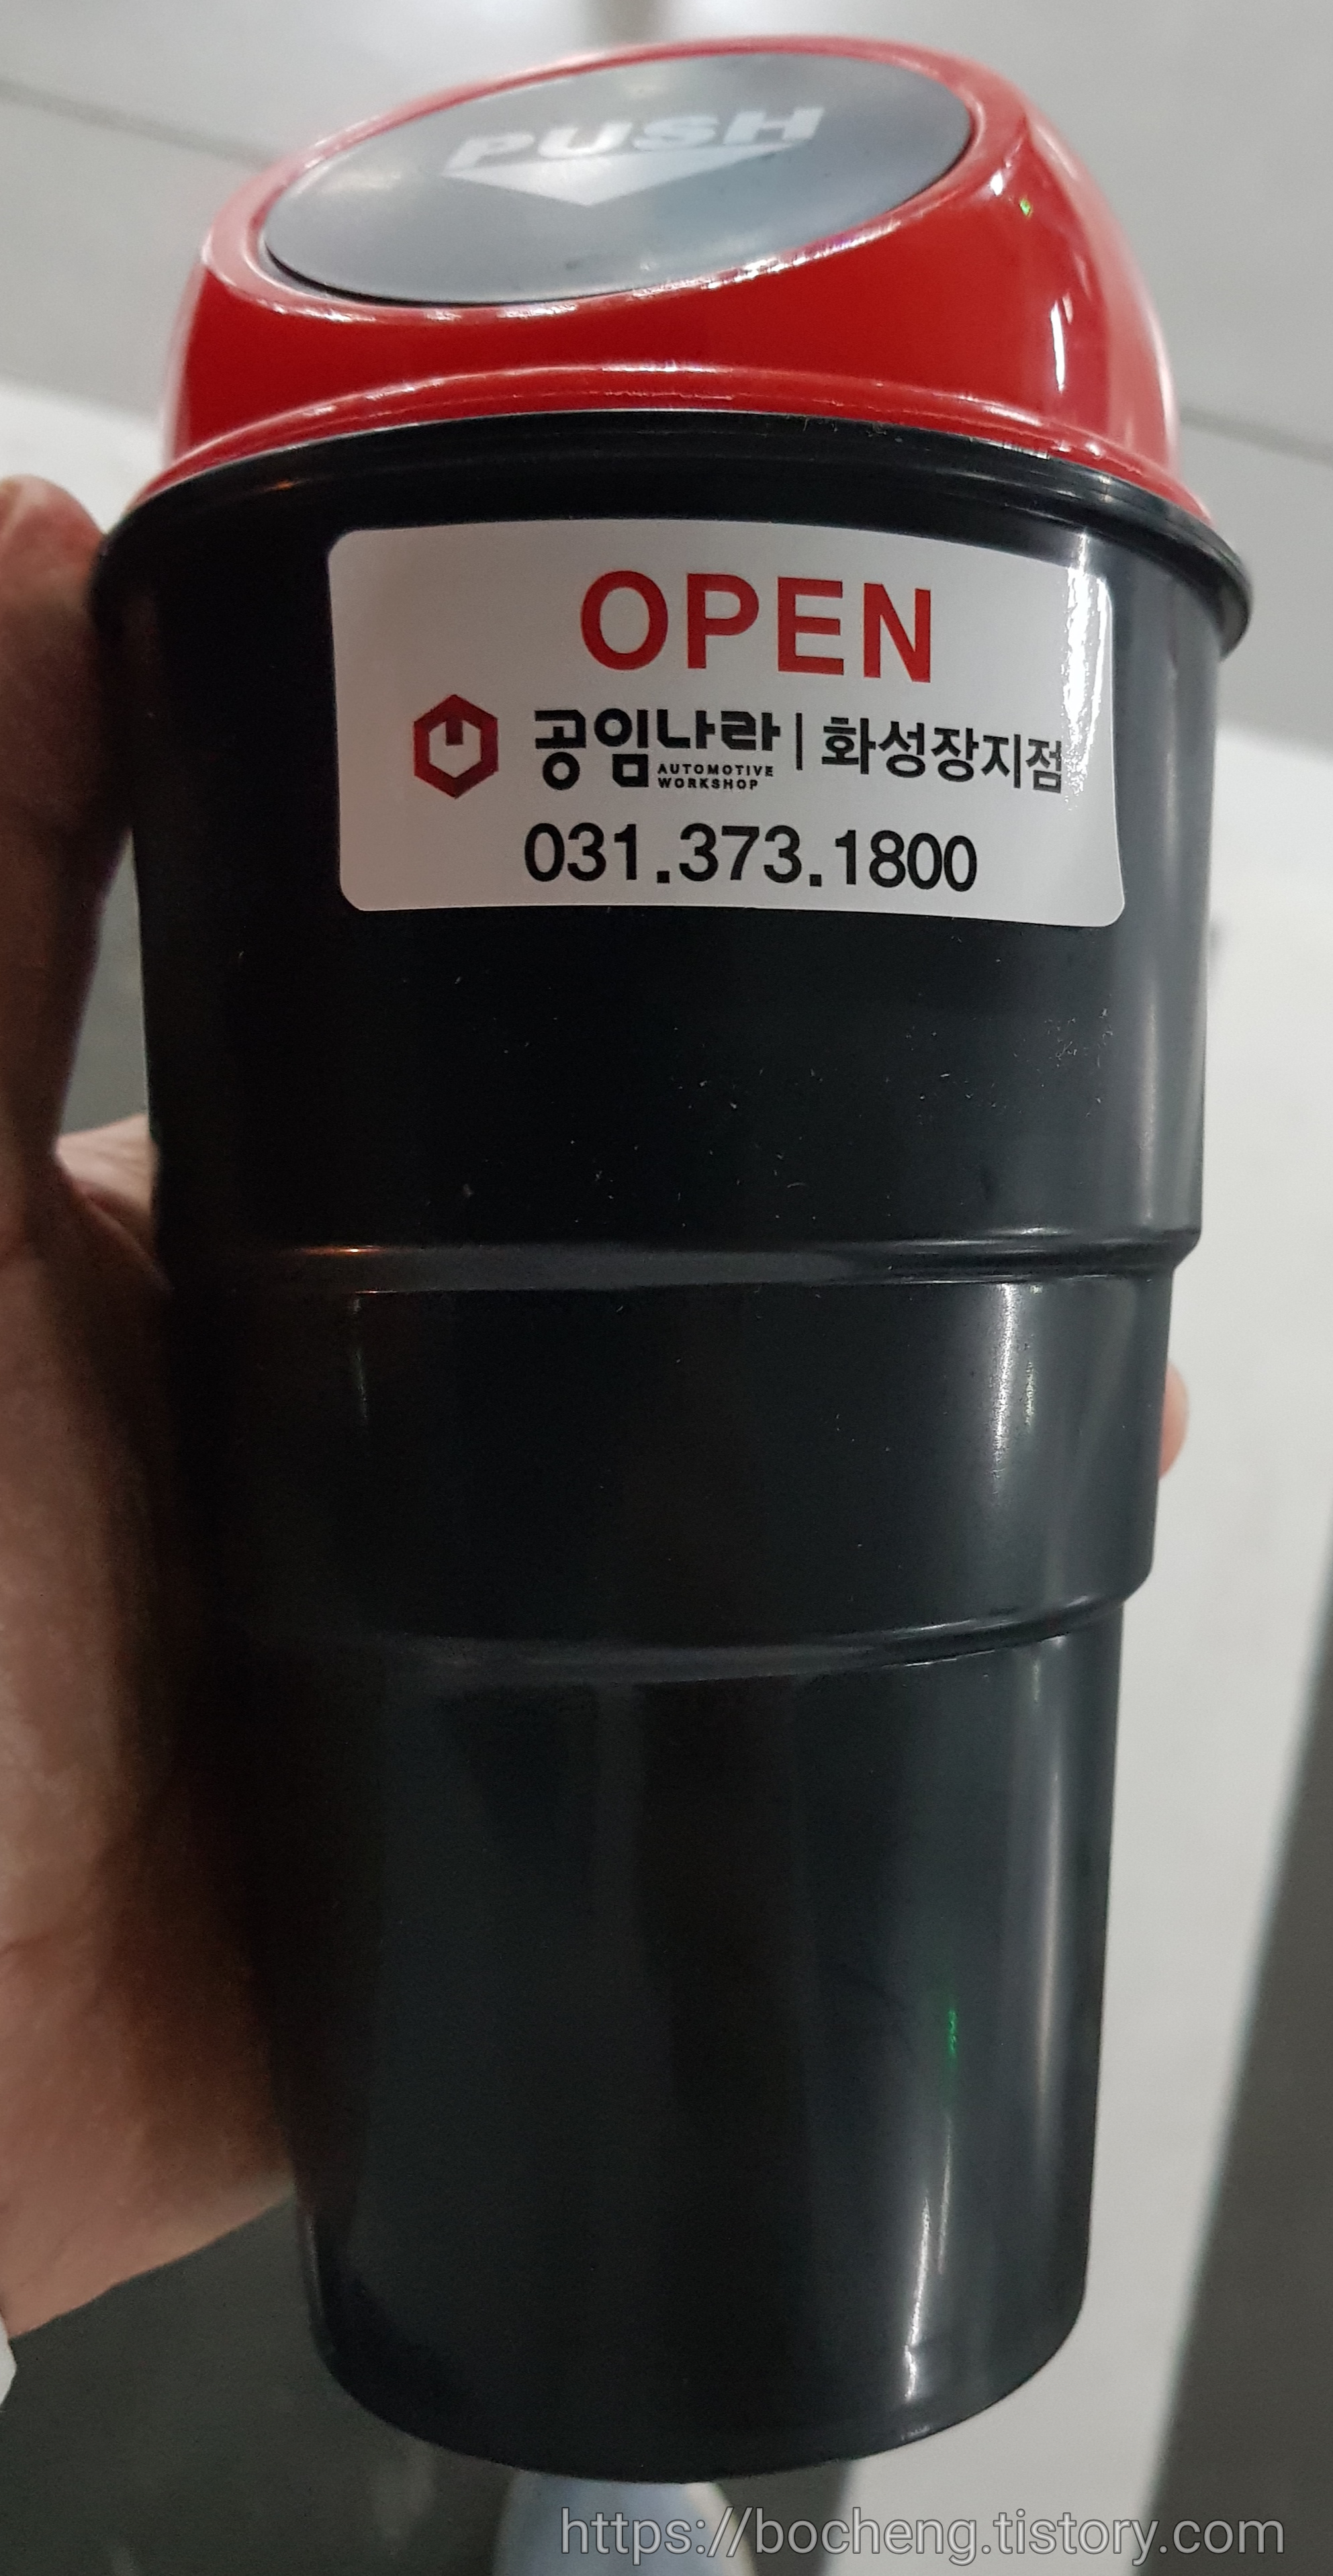 PUSH
OPEN
공임나라 | 화성장지점
AUTOMOTIVE
WORKSHOP
031.373.1800
https://bocheng.tistory.com